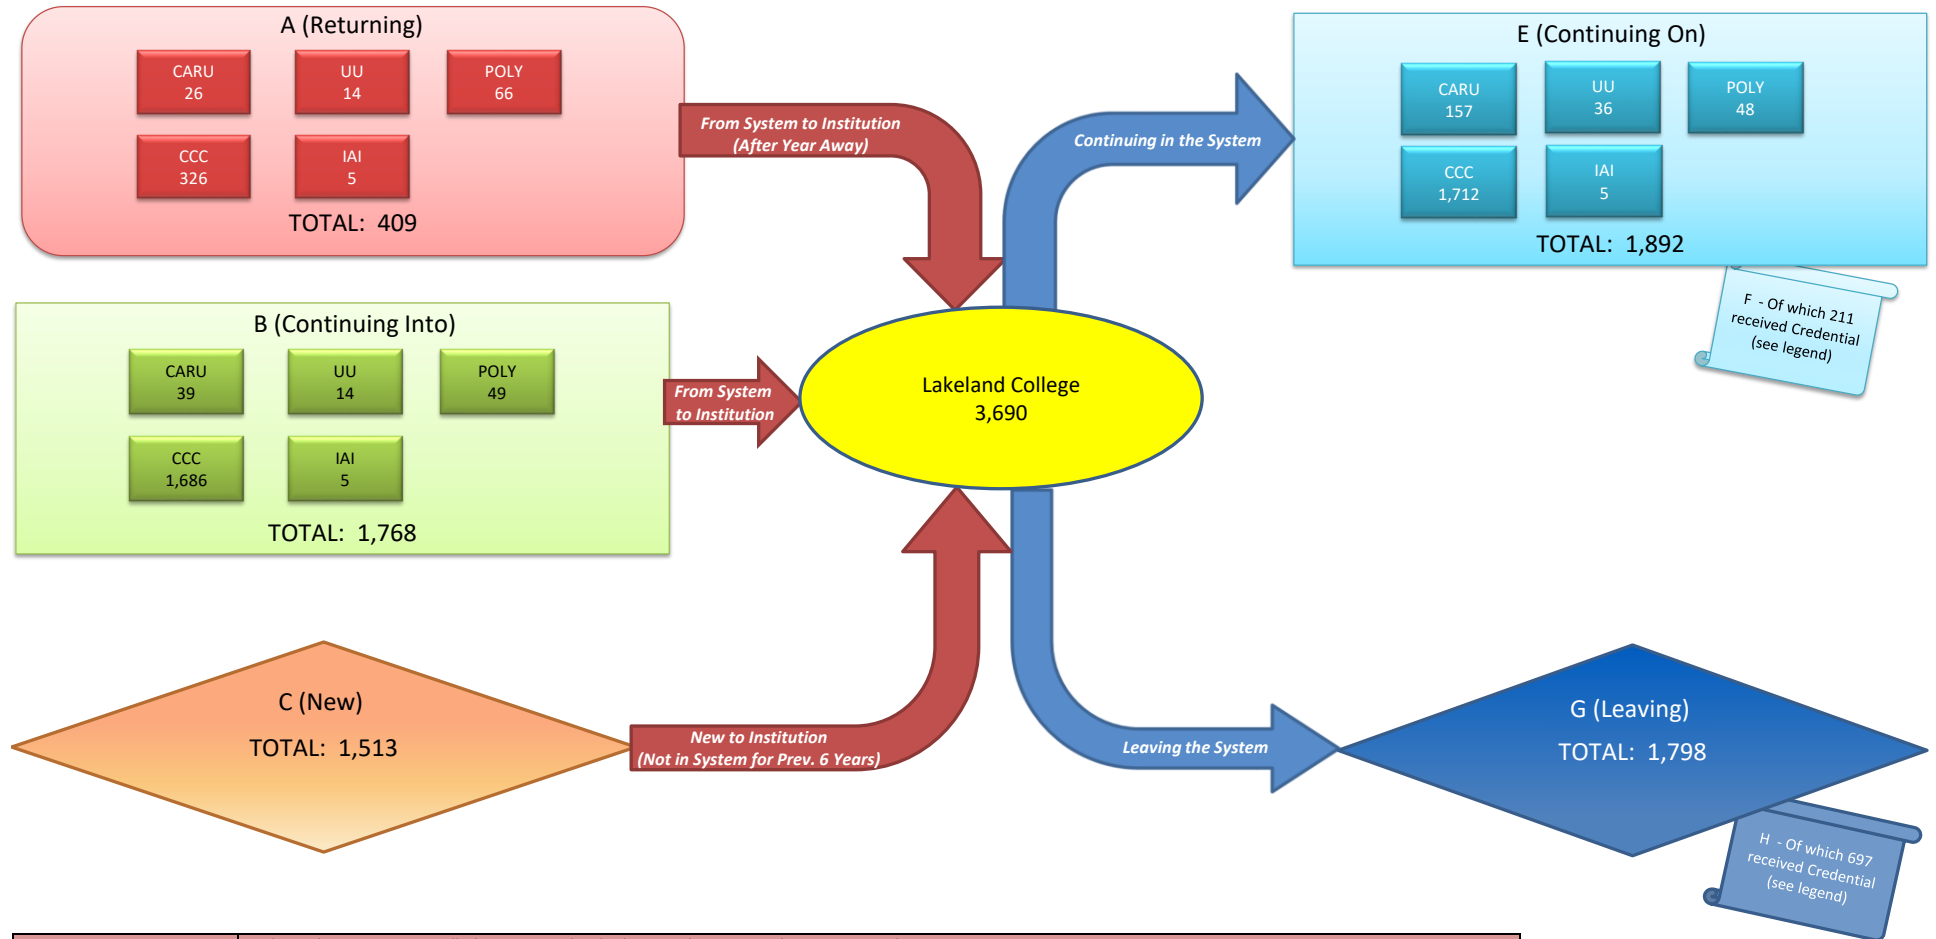 A (Returning)
CARU
26
UU
14
POLY
66
CCC
326
IAI
5
TOTAL: 409
From System to Institution
(After Year Away)
B (Continuing Into)
CARU
39
UU
14
POLY
49
CCC
1,686
IAI
5
TOTAL: 1,768
From System
to Institution
C (New)
TOTAL: 1,513
New to Institution
(Not in System for Prev. 6 Years)
Lakeland College
3,690
Continuing in the System
E (Continuing On)
CARU
157
UU
36
POLY
48
CCC
1,712
IAI
5
TOTAL: 1,892
F - Of which 211
received Credential
(see legend)
Leaving the System
G (Leaving)
TOTAL: 1,798
H - Of which 697
received Credential
(see legend)